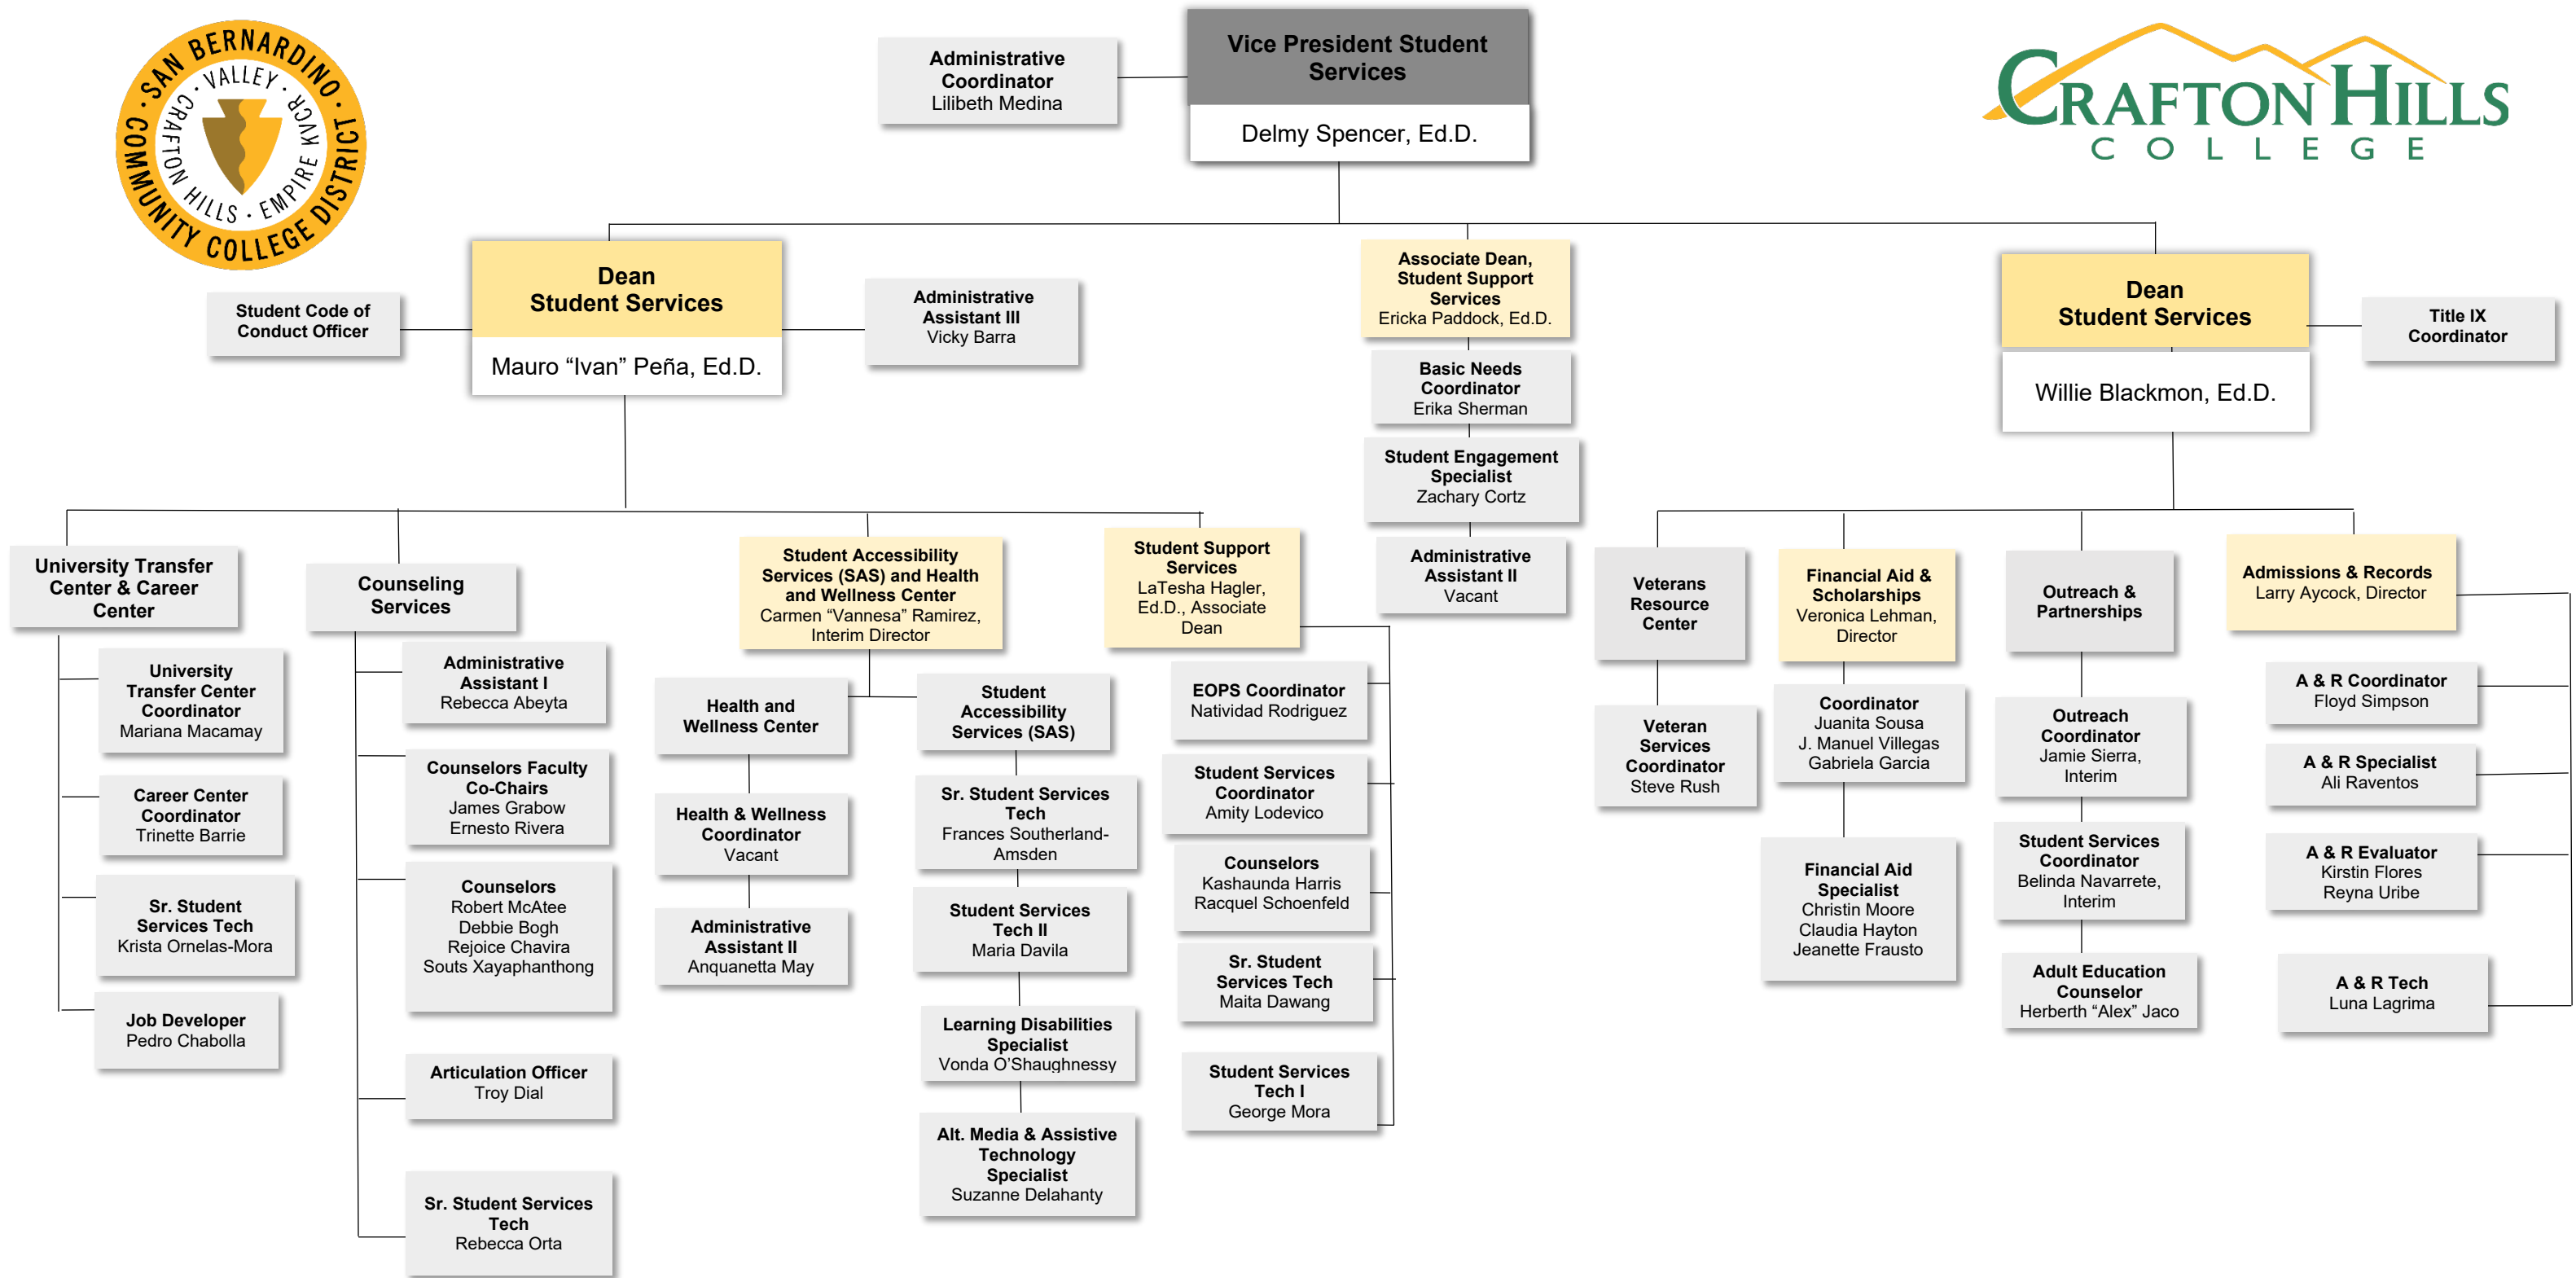 SAN BERNARDINO
COMMUNITY COLLEGE DISTRICT
VALLEY · KVCR
CRAFTON HILLS · EMPIRE
Administrative
Coordinator
Lilibeth Medina
Vice President Student
Services
Delmy Spencer, Ed.D.
CRAFTON HILLS
COLLEGE
Student Code of
Conduct Officer
Dean
Student Services
Mauro “Ivan” Peña, Ed.D.
Administrative
Assistant III
Vicky Barra
Associate Dean,
Student Support
Services
Ericka Paddock, Ed.D.
Basic Needs
Coordinator
Erika Sherman
Student Engagement
Specialist
Zachary Cortz
Administrative
Assistant II
Vacant
Dean
Student Services
Willie Blackmon, Ed.D.
Title IX
Coordinator
University Transfer
Center & Career
Center
University
Transfer Center
Coordinator
Mariana Macamay
Career Center
Coordinator
Trinette Barrie
Sr. Student
Services Tech
Krista Ornelas-Mora
Job Developer
Pedro Chabolla
Counseling
Services
Administrative
Assistant I
Rebecca Abeyta
Counselors Faculty
Co-Chairs
James Grabow
Ernesto Rivera
Counselors
Robert McAtee
Debbie Bogh
Rejoice Chavira
Souts Xayaphanthong
Articulation Officer
Troy Dial
Sr. Student Services
Tech
Rebecca Orta
Student Accessibility
Services (SAS) and Health
and Wellness Center
Carmen “Vannesa” Ramirez,
Interim Director
Health and
Wellness Center
Health & Wellness
Coordinator
Vacant
Administrative
Assistant II
Anquanetta May
Student
Accessibility
Services (SAS)
Sr. Student Services
Tech
Frances Southerland-
Amsden
Student Services
Tech II
Maria Davila
Learning Disabilities
Specialist
Vonda O’Shaughnessy
Alt. Media & Assistive
Technology
Specialist
Suzanne Delahanty
Student Support
Services
LaTesha Hagler,
Ed.D., Associate
Dean
EOPS Coordinator
Natividad Rodriguez
Student Services
Coordinator
Amity Lodevico
Counselors
Kashaunda Harris
Racquel Schoenfeld
Sr. Student
Services Tech
Maita Dawang
Student Services
Tech I
George Mora
Veterans
Resource
Center
Veteran
Services
Coordinator
Steve Rush
Financial Aid &
Scholarships
Veronica Lehman,
Director
Coordinator
Juanita Sousa
J. Manuel Villegas
Gabriela Garcia
Financial Aid
Specialist
Christin Moore
Claudia Hayton
Jeanette Frausto
Outreach &
Partnerships
Outreach
Coordinator
Jamie Sierra,
Interim
Student Services
Coordinator
Belinda Navarrete,
Interim
Adult Education
Counselor
Herberth “Alex” Jaco
Admissions & Records
Larry Aycock, Director
A & R Coordinator
Floyd Simpson
A & R Specialist
Ali Raventos
A & R Evaluator
Kirstin Flores
Reyna Uribe
A & R Tech
Luna Lagrima